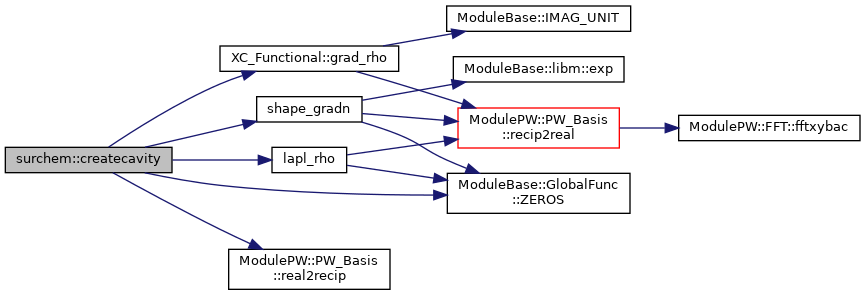 ModuleBase::IMAG_UNIT
XC_Functional::grad_rho
ModuleBase::libm::exp
shape_gradn
ModulePW::PW_Basis
::recip2real
ModulePW::FFT::fftxybac
surchem::createcavity
lapl_rho
ModuleBase::GlobalFunc
::ZEROS
ModulePW::PW_Basis
::real2recip